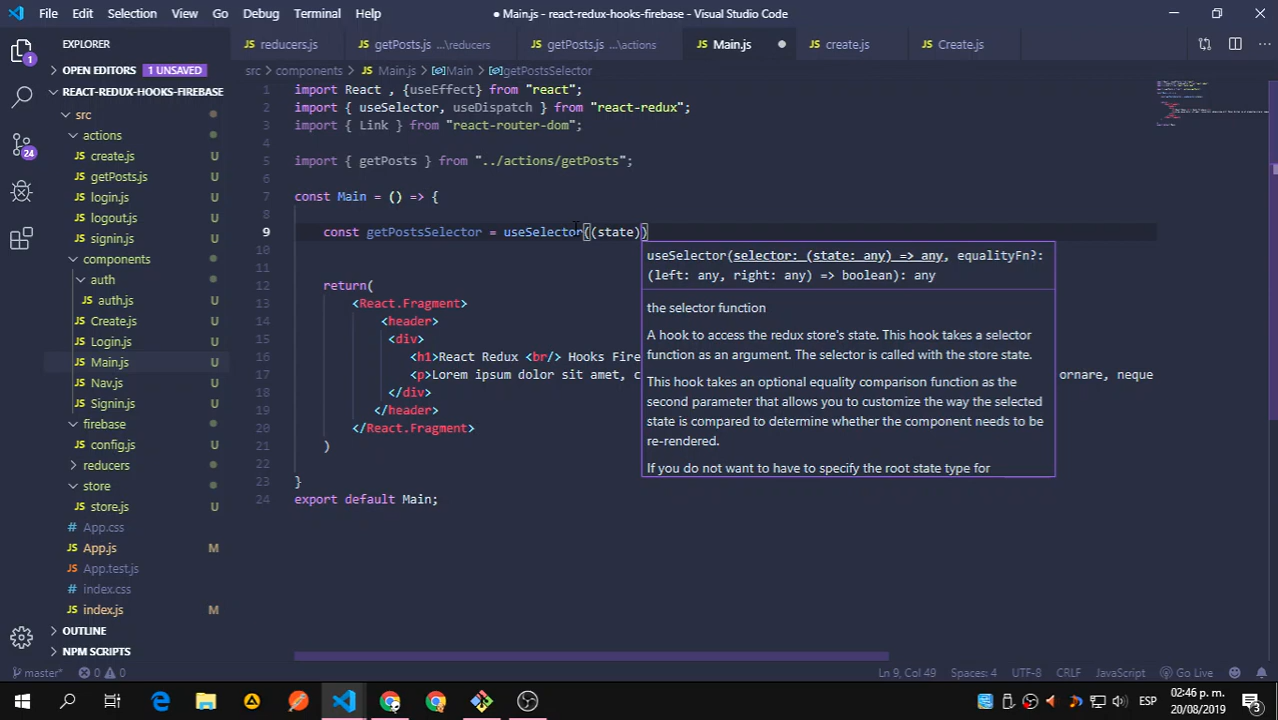 File Edit Selection View Go Debug Terminal Help
● Main.js - react-redux-hooks-firebase - Visual Studio Code
EXPLORER
reducers.js
getPosts.js ...\reducers
getPosts.js ...\actions
Main.js
create.js
Create.js
OPEN EDITORS 1 UNSAVED
src > components > JS Main.js > Main > getPostsSelector
REACT-REDUX-HOOKS-FIREBASE
src
actions
JS create.js U
JS getPosts.js U
JS login.js U
JS logout.js U
JS signin.js U
components
auth
JS auth.js U
JS Create.js U
JS Login.js U
JS Main.js U
JS Nav.js U
JS Signin.js U
firebase
JS config.js U
reducers
store
JS store.js U
# App.css
JS App.js M
JS App.test.js
# index.css
JS index.js M
OUTLINE
NPM SCRIPTS
1
24
1 import React , {useEffect} from "react";
2 import { useSelector, useDispatch } from "react-redux";
3 import { Link } from "react-router-dom";
4
5 import { getPosts } from "../actions/getPosts";
6
7 const Main = () => {
8
9 const getPostsSelector = useSelector((state))
10
11
12 return(
13 <React.Fragment>
14 <header>
15 <div>
16 <h1>React Redux <br/> Hooks Fire
17 <p>Lorem ipsum dolor sit amet, c ornare, neque
18 </div>
19 </header>
20 </React.Fragment>
21 )
22
23 }
24 export default Main;
useSelector(selector: (state: any) => any, equalityFn?:
(left: any, right: any) => boolean): any
the selector function
A hook to access the redux store's state. This hook takes a selector
function as an argument. The selector is called with the store state.
This hook takes an optional equality comparison function as the
second parameter that allows you to customize the way the selected
state is compared to determine whether the component needs to be
re-rendered.
If you do not want to have to specify the root state type for
master* 0 0
Ln 9, Col 49 Spaces: 4 UTF-8 CRLF JavaScript Go Live 1
ESP
02:46 p. m.
20/08/2019
3